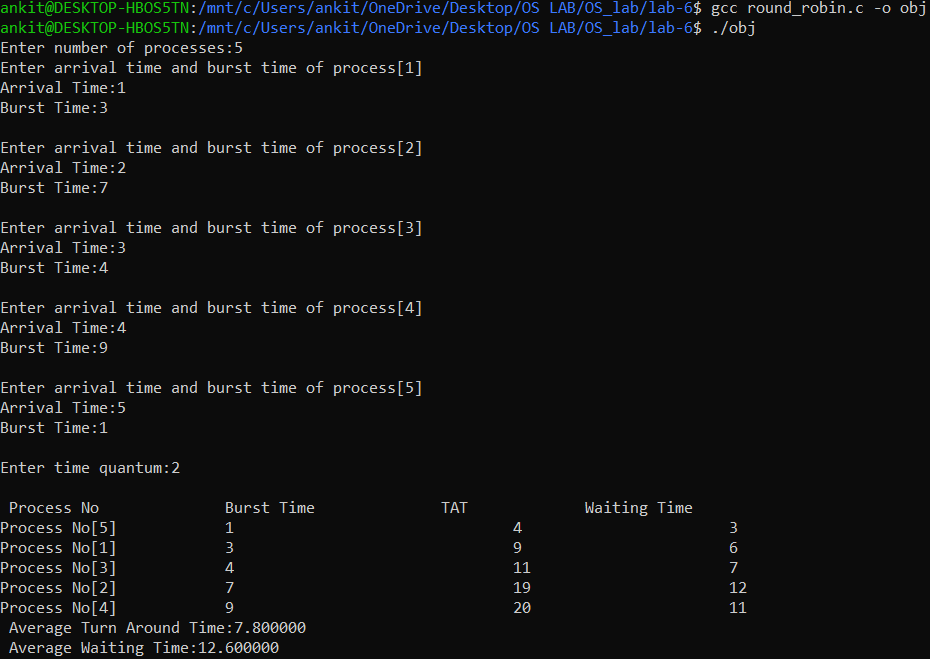 ankit@DESKTOP-HBOS5TN:/mnt/c/Users/ankit/OneDrive/Desktop/OS LAB/OS_lab/lab-6$ gcc round_robin.c -o obj
ankit@DESKTOP-HBOS5TN:/mnt/c/Users/ankit/OneDrive/Desktop/OS LAB/OS_lab/lab-6$ ./obj
Enter number of processes:5
Enter arrival time and burst time of process[1]
Arrival Time:1
Burst Time:3
Enter arrival time and burst time of process[2]
Arrival Time:2
Burst Time:7
Enter arrival time and burst time of process[3]
Arrival Time:3
Burst Time:4
Enter arrival time and burst time of process[4]
Arrival Time:4
Burst Time:9
Enter arrival time and burst time of process[5]
Arrival Time:5
Burst Time:1
Enter time quantum:2
Process No Burst Time TAT Waiting Time
Process No[5] 1 4 3
Process No[1] 3 9 6
Process No[3] 4 11 7
Process No[2] 7 19 12
Process No[4] 9 20 11
Average Turn Around Time:7.800000
Average Waiting Time:12.600000